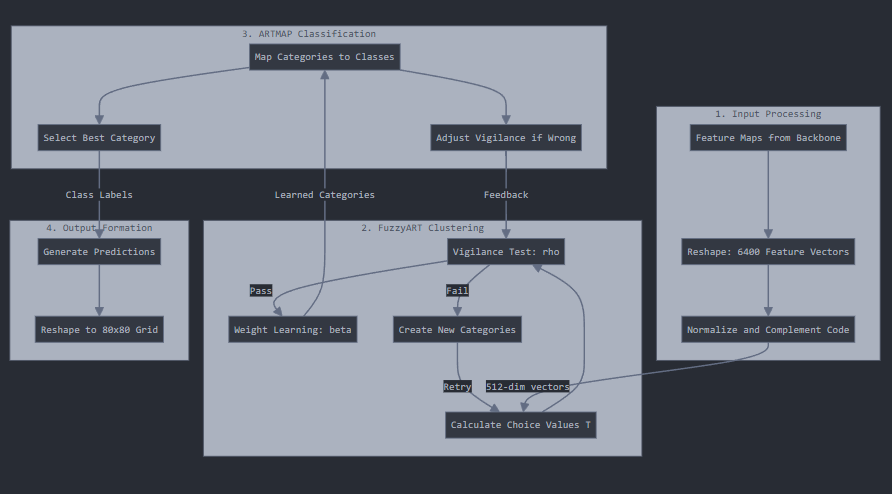 3. ARTMAP Classification
Map Categories to Classes
Select Best Category
Adjust Vigilance if Wrong
1. Input Processing
Feature Maps from Backbone
Reshape: 6400 Feature Vectors
Normalize and Complement Code
Class Labels
Learned Categories
Feedback
4. Output Formation
Generate Predictions
Reshape to 80x80 Grid
2. FuzzyART Clustering
Vigilance Test: rho
Pass
Fail
Weight Learning: beta
Create New Categories
Retry
512-dim vectors
Calculate Choice Values T